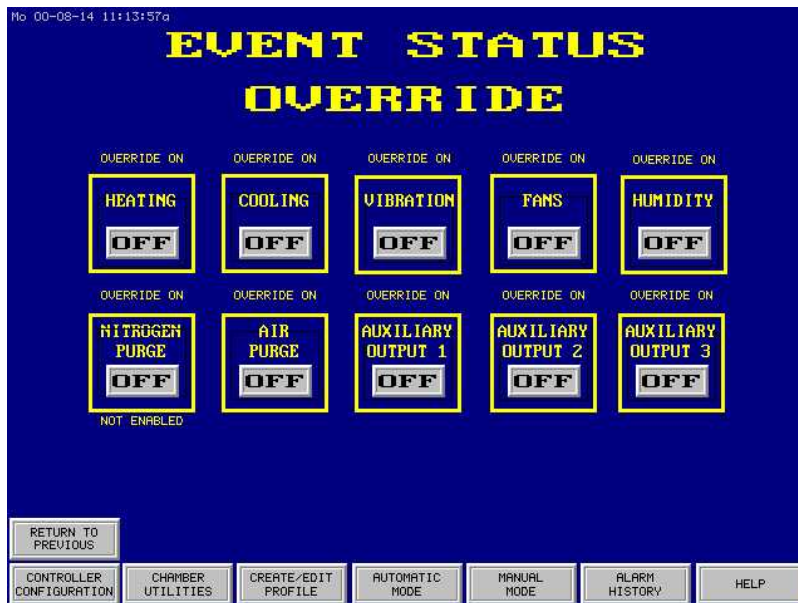 Mo 00-08-14 11:13:57a
EVENT STATUS
OVERRIDE
OVERRIDE ON OVERRIDE ON OVERRIDE ON OVERRIDE ON OVERRIDE ON
HEATING COOLING VIBRATION FANS HUMIDITY
OFF OFF OFF OFF OFF
OVERRIDE ON OVERRIDE ON OVERRIDE ON OVERRIDE ON OVERRIDE ON
NITROGEN AIR AUXILIARY AUXILIARY AUXILIARY
PURGE PURGE OUTPUT 1 OUTPUT 2 OUTPUT 3
OFF OFF OFF OFF OFF
NOT ENABLED
RETURN TO
PREVIOUS
CONTROLLER CHAMBER CREATE/EDIT AUTOMATIC MANUAL ALARM HELP
CONFIGURATION UTILITIES PROFILE MODE MODE HISTORY